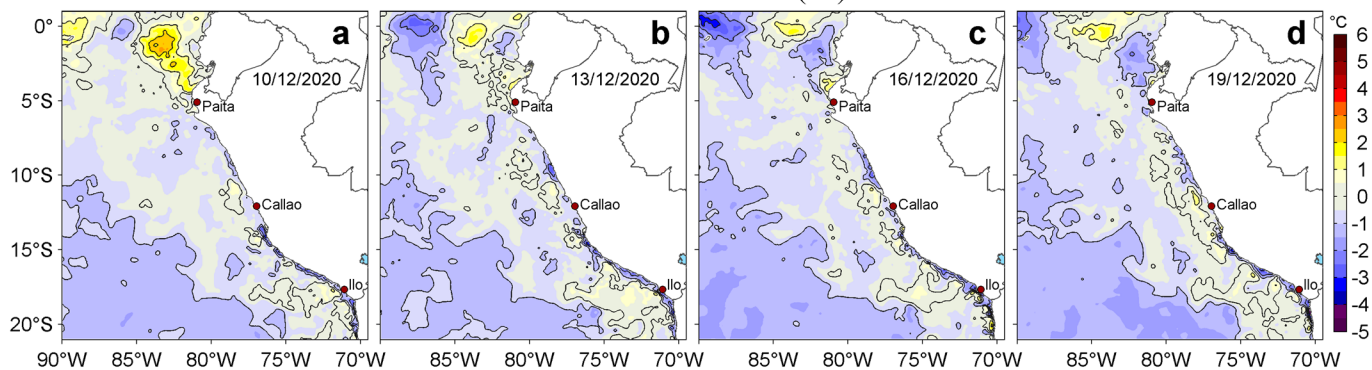 a
b
c
d
°C
0°
5°S
10°S
15°S
20°S
10/12/2020
13/12/2020
16/12/2020
19/12/2020
Paita
Paita
Paita
Paita
Callao
Callao
Callao
Callao
Ilo
Ilo
Ilo
Ilo
90°W 85°W 80°W 75°W 70°W
85°W 80°W 75°W 70°W
85°W 80°W 75°W 70°W
85°W 80°W 75°W 70°W
6
5
4
3
2
1
0
-1
-2
-3
-4
-5